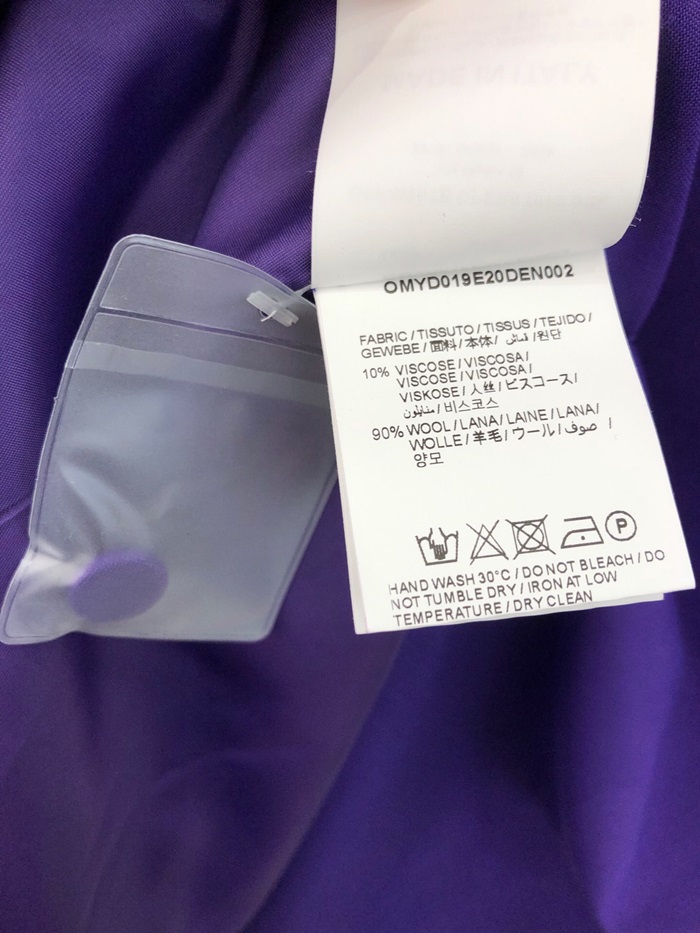 MADE IN ITALY
OMYD019E20DEN002
FABRIC / TISSUTO / TISSUS / TEJIDO /
GEWEBE / 面料 / 本体 / قماش / 원단
10% VISCOSE / VISCOSA /
VISCOSE / VISCOSA /
VISKOSE / 人丝 / ビスコース /
/ 비스코스
90% WOOL / LANA / LAINE / LANA /
WOLLE / 羊毛 / ウール / صوف /
양모
P
HAND WASH 30°C / DO NOT BLEACH / DO
NOT TUMBLE DRY / IRON AT LOW
TEMPERATURE / DRY CLEAN